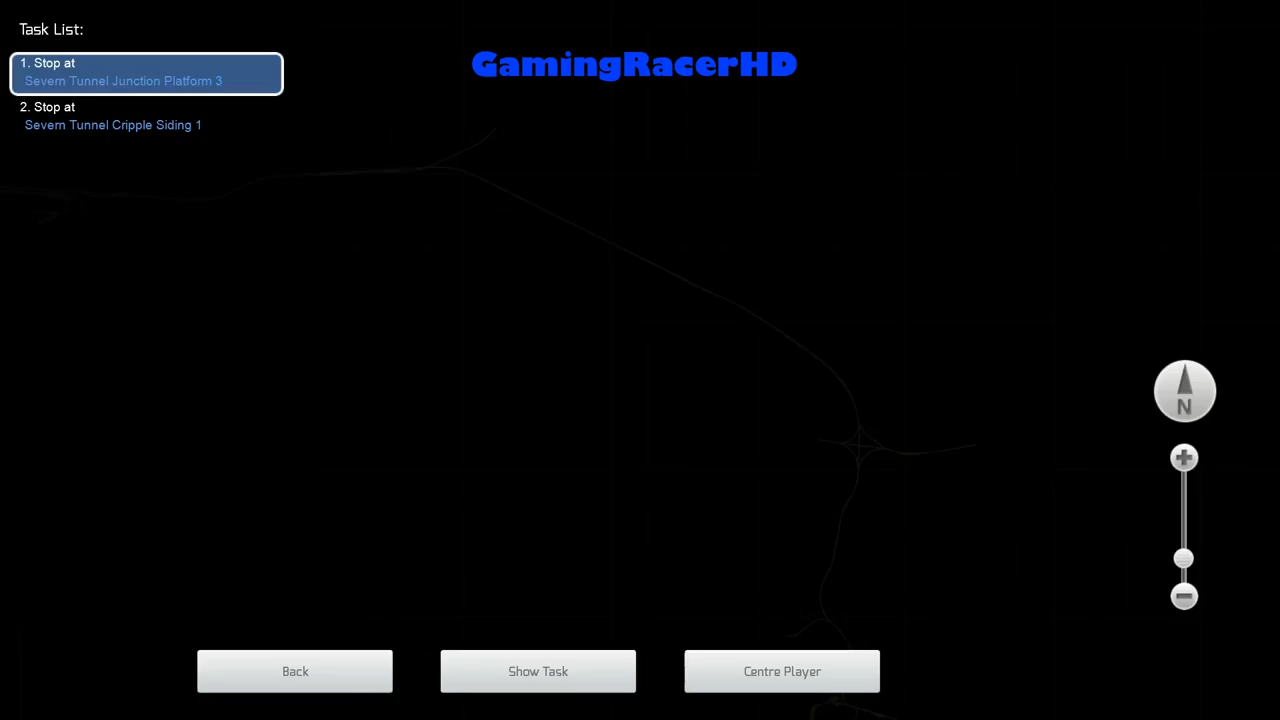 Task List:
GamingRacerHD
1. Stop at
Severn Tunnel Junction Platform 3
2. Stop at
Severn Tunnel Cripple Siding 1
N
Back
Show Task
Centre Player